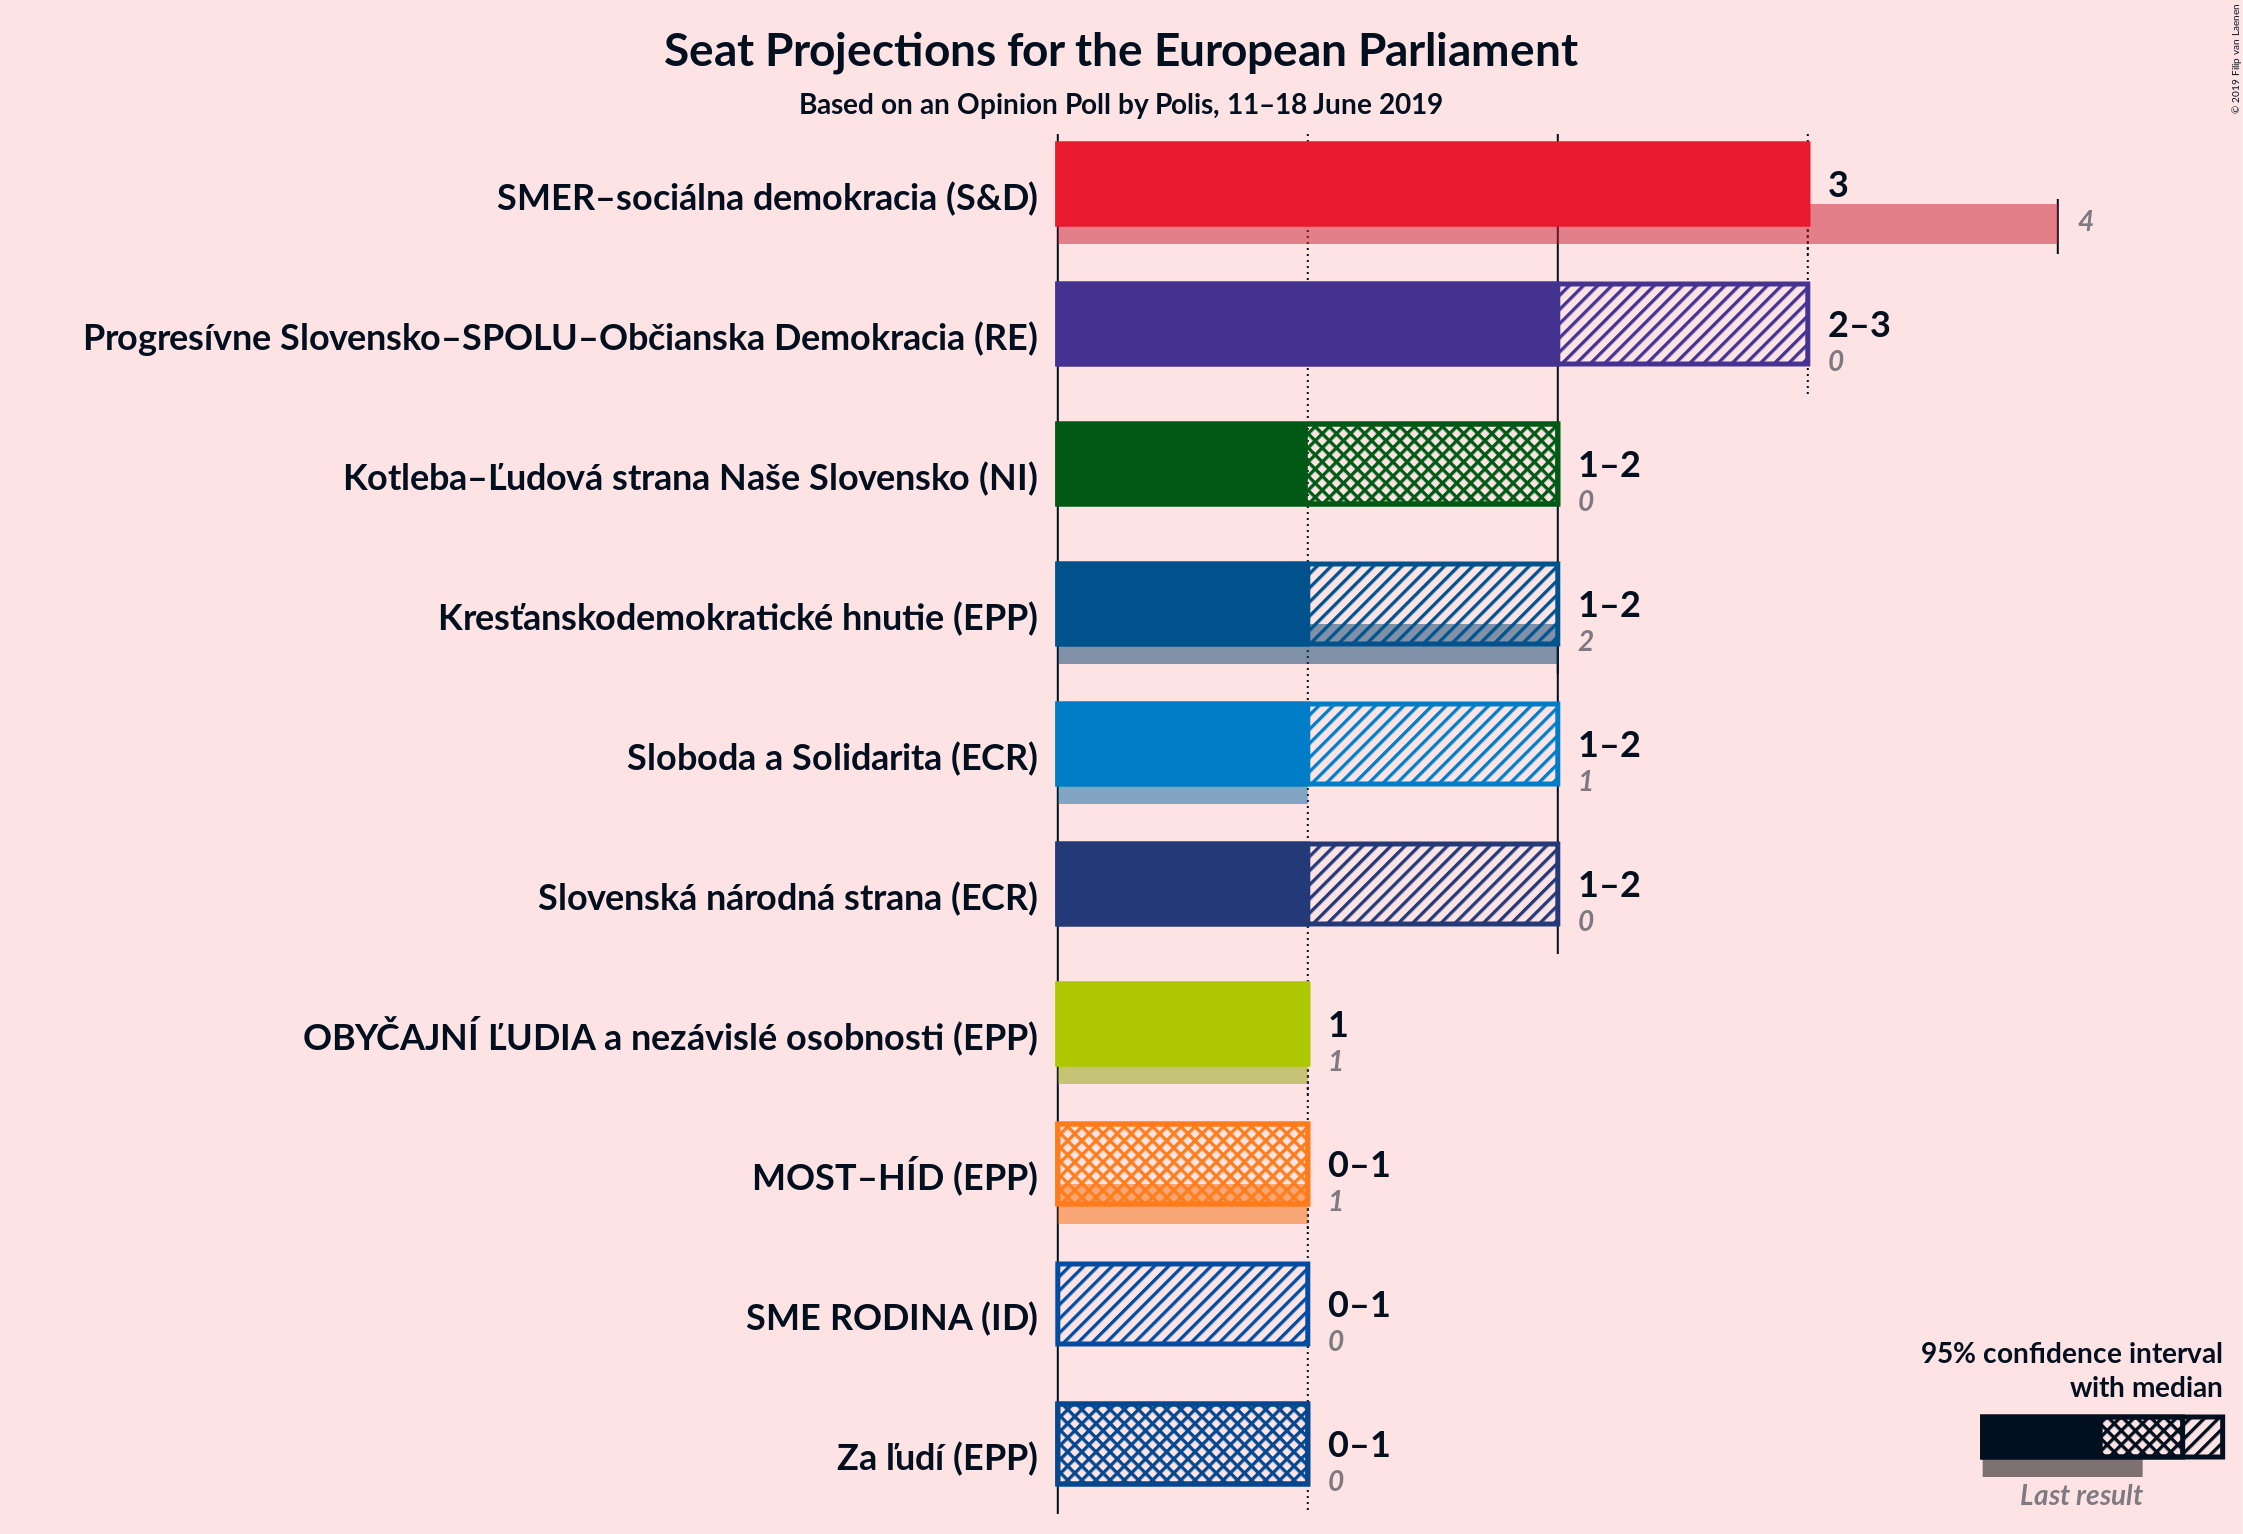 Seat Projections for the European Parliament
Based on an Opinion Poll by Polis, 11–18 June 2019
© 2019 Filip van Laenen
SMER–sociálna demokracia (S&D)
3
4
Progresívne Slovensko–SPOLU–Občianska Demokracia (RE)
2–3
0
Kotleba–Ľudová strana Naše Slovensko (NI)
1–2
0
Kresťanskodemokratické hnutie (EPP)
1–2
2
Sloboda a Solidarita (ECR)
1–2
1
Slovenská národná strana (ECR)
1–2
0
OBYČAJNÍ ĽUDIA a nezávislé osobnosti (EPP)
1
1
MOST–HÍD (EPP)
0–1
1
SME RODINA (ID)
0–1
0
Za ľudí (EPP)
0–1
0
95% confidence interval
with median
Last result